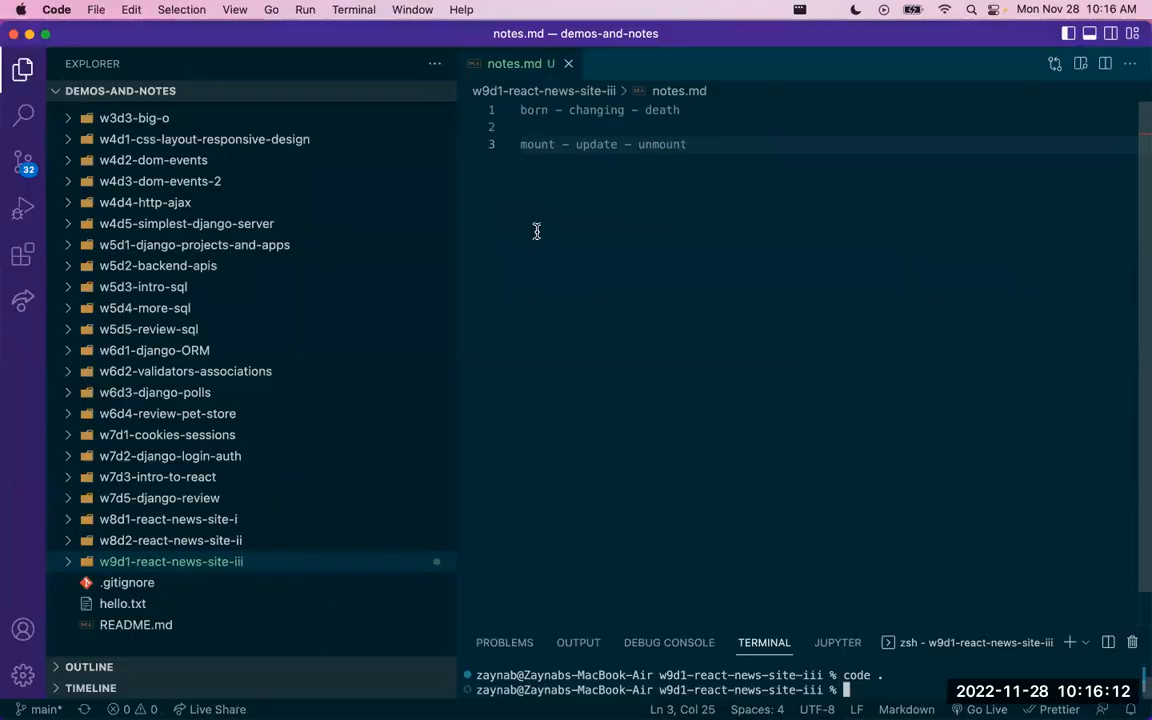 Code File Edit Selection View Go Run Terminal Window Help Mon Nov 28 10:16 AM
notes.md — demos-and-notes
EXPLORER
notes.md U
DEMOS-AND-NOTES
w9d1-react-news-site-iii > notes.md
w3d3-big-o
w4d1-css-layout-responsive-design
w4d2-dom-events
w4d3-dom-events-2
w4d4-http-ajax
w4d5-simplest-django-server
w5d1-django-projects-and-apps
w5d2-backend-apis
w5d3-intro-sql
w5d4-more-sql
w5d5-review-sql
w6d1-django-ORM
w6d2-validators-associations
w6d3-django-polls
w6d4-review-pet-store
w7d1-cookies-sessions
w7d2-django-login-auth
w7d3-intro-to-react
w7d5-django-review
w8d1-react-news-site-i
w8d2-react-news-site-ii
w9d1-react-news-site-iii
.gitignore
hello.txt
README.md
OUTLINE
TIMELINE
32
1 born - changing - death
2
3 mount - update - unmount
PROBLEMS OUTPUT DEBUG CONSOLE TERMINAL JUPYTER zsh - w9d1-react-news-site-iii
zaynab@Zaynabs-MacBook-Air w9d1-react-news-site-iii % code .
zaynab@Zaynabs-MacBook-Air w9d1-react-news-site-iii %
2022-11-28 10:16:12
main* 0 0 Live Share Ln 3, Col 25 Spaces: 4 UTF-8 LF Markdown Go Live Prettier